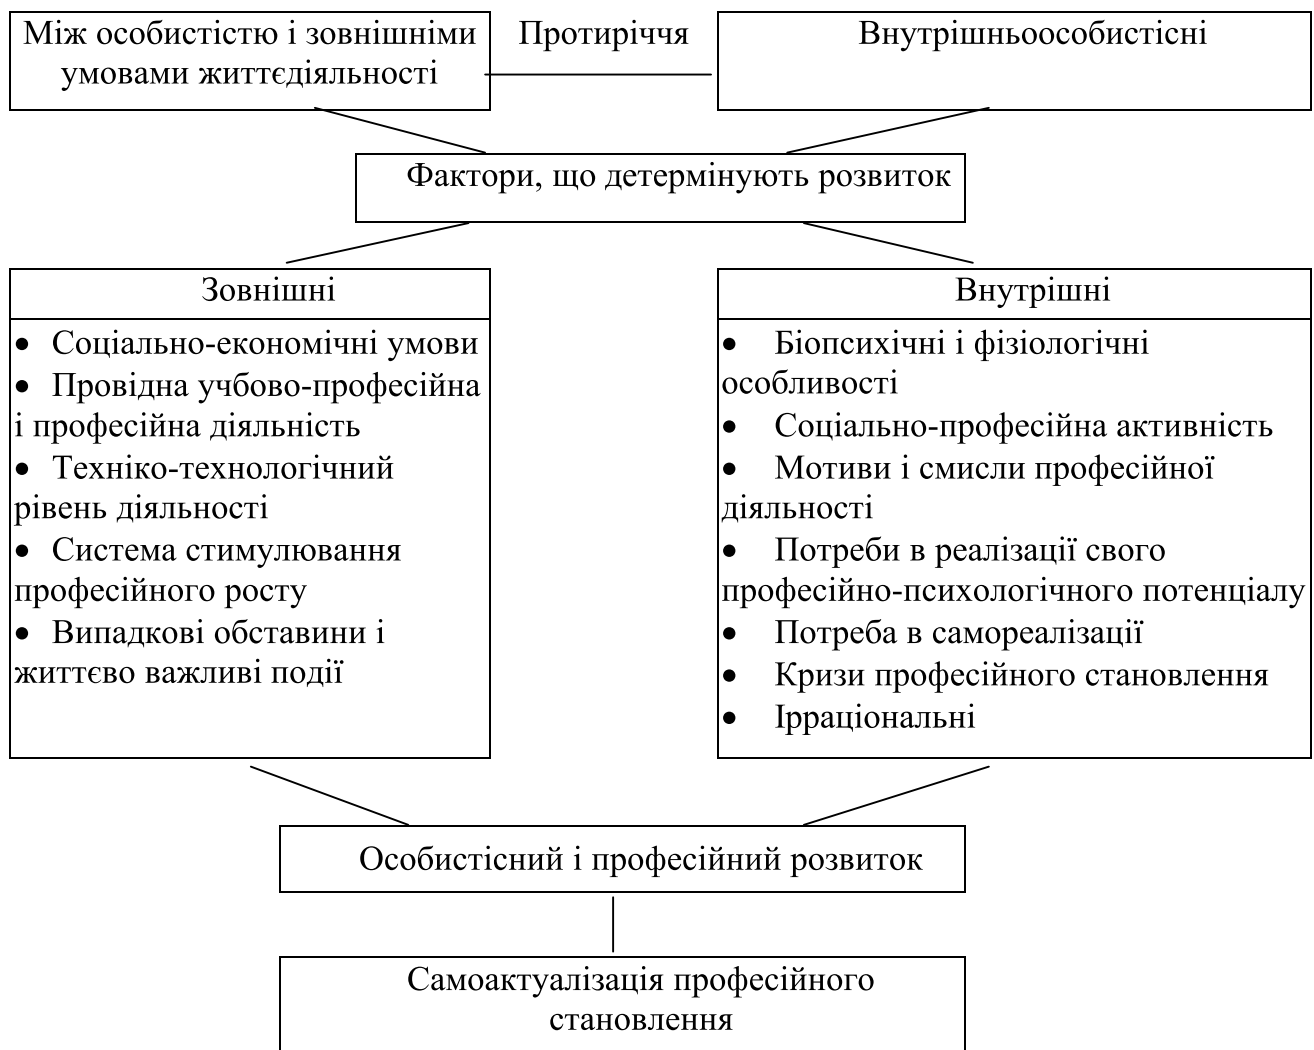 Між особистістю і зовнішніми
умовами життєдіяльності
Протиріччя
Внутрішньоособистісні
Фактори, що детермінують розвиток
Зовнішні
• Соціально-економічні умови
• Провідна учбово-професійна
і професійна діяльність
• Техніко-технологічний
рівень діяльності
• Система стимулювання
професійного росту
• Випадкові обставини і
життєво важливі події
Внутрішні
• Біопсихічні і фізіологічні
особливості
• Соціально-професійна активність
• Мотиви і смисли професійної
діяльності
• Потреби в реалізації свого
професійно-психологічного потенціалу
• Потреба в самореалізації
• Кризи професійного становлення
• Ірраціональні
Особистісний і професійний розвиток
Самоактуалізація професійного
становлення